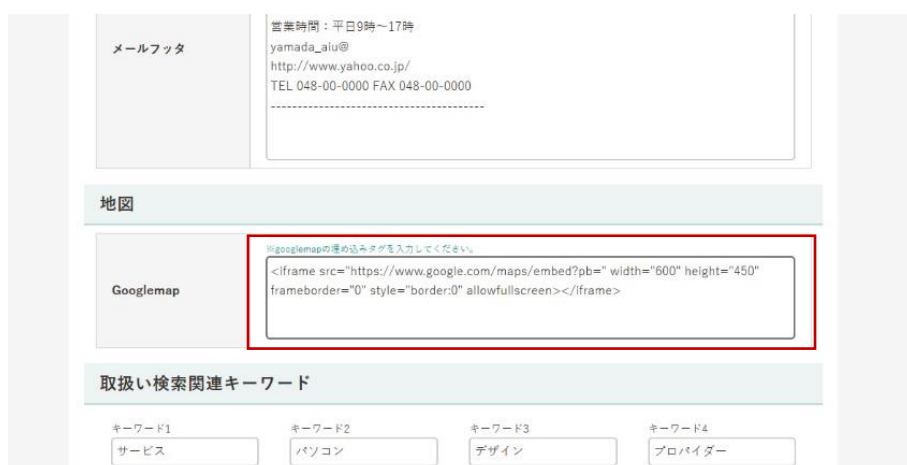 営業時間：平日9時～17時
メールフッタ
yamada_aiu@
http://www.yahoo.co.jp/
TEL 048-00-0000 FAX 048-00-0000
----------------------------------------
地図
※googlemapの埋め込みタグを入力してください。
Googlemap
<iframe src="https://www.google.com/maps/embed?pb=" width="600" height="450"
frameborder="0" style="border:0" allowfullscreen></iframe>
取扱い検索関連キーワード
キーワード1 キーワード2 キーワード3 キーワード4
サービス パソコン デザイン プロバイダー